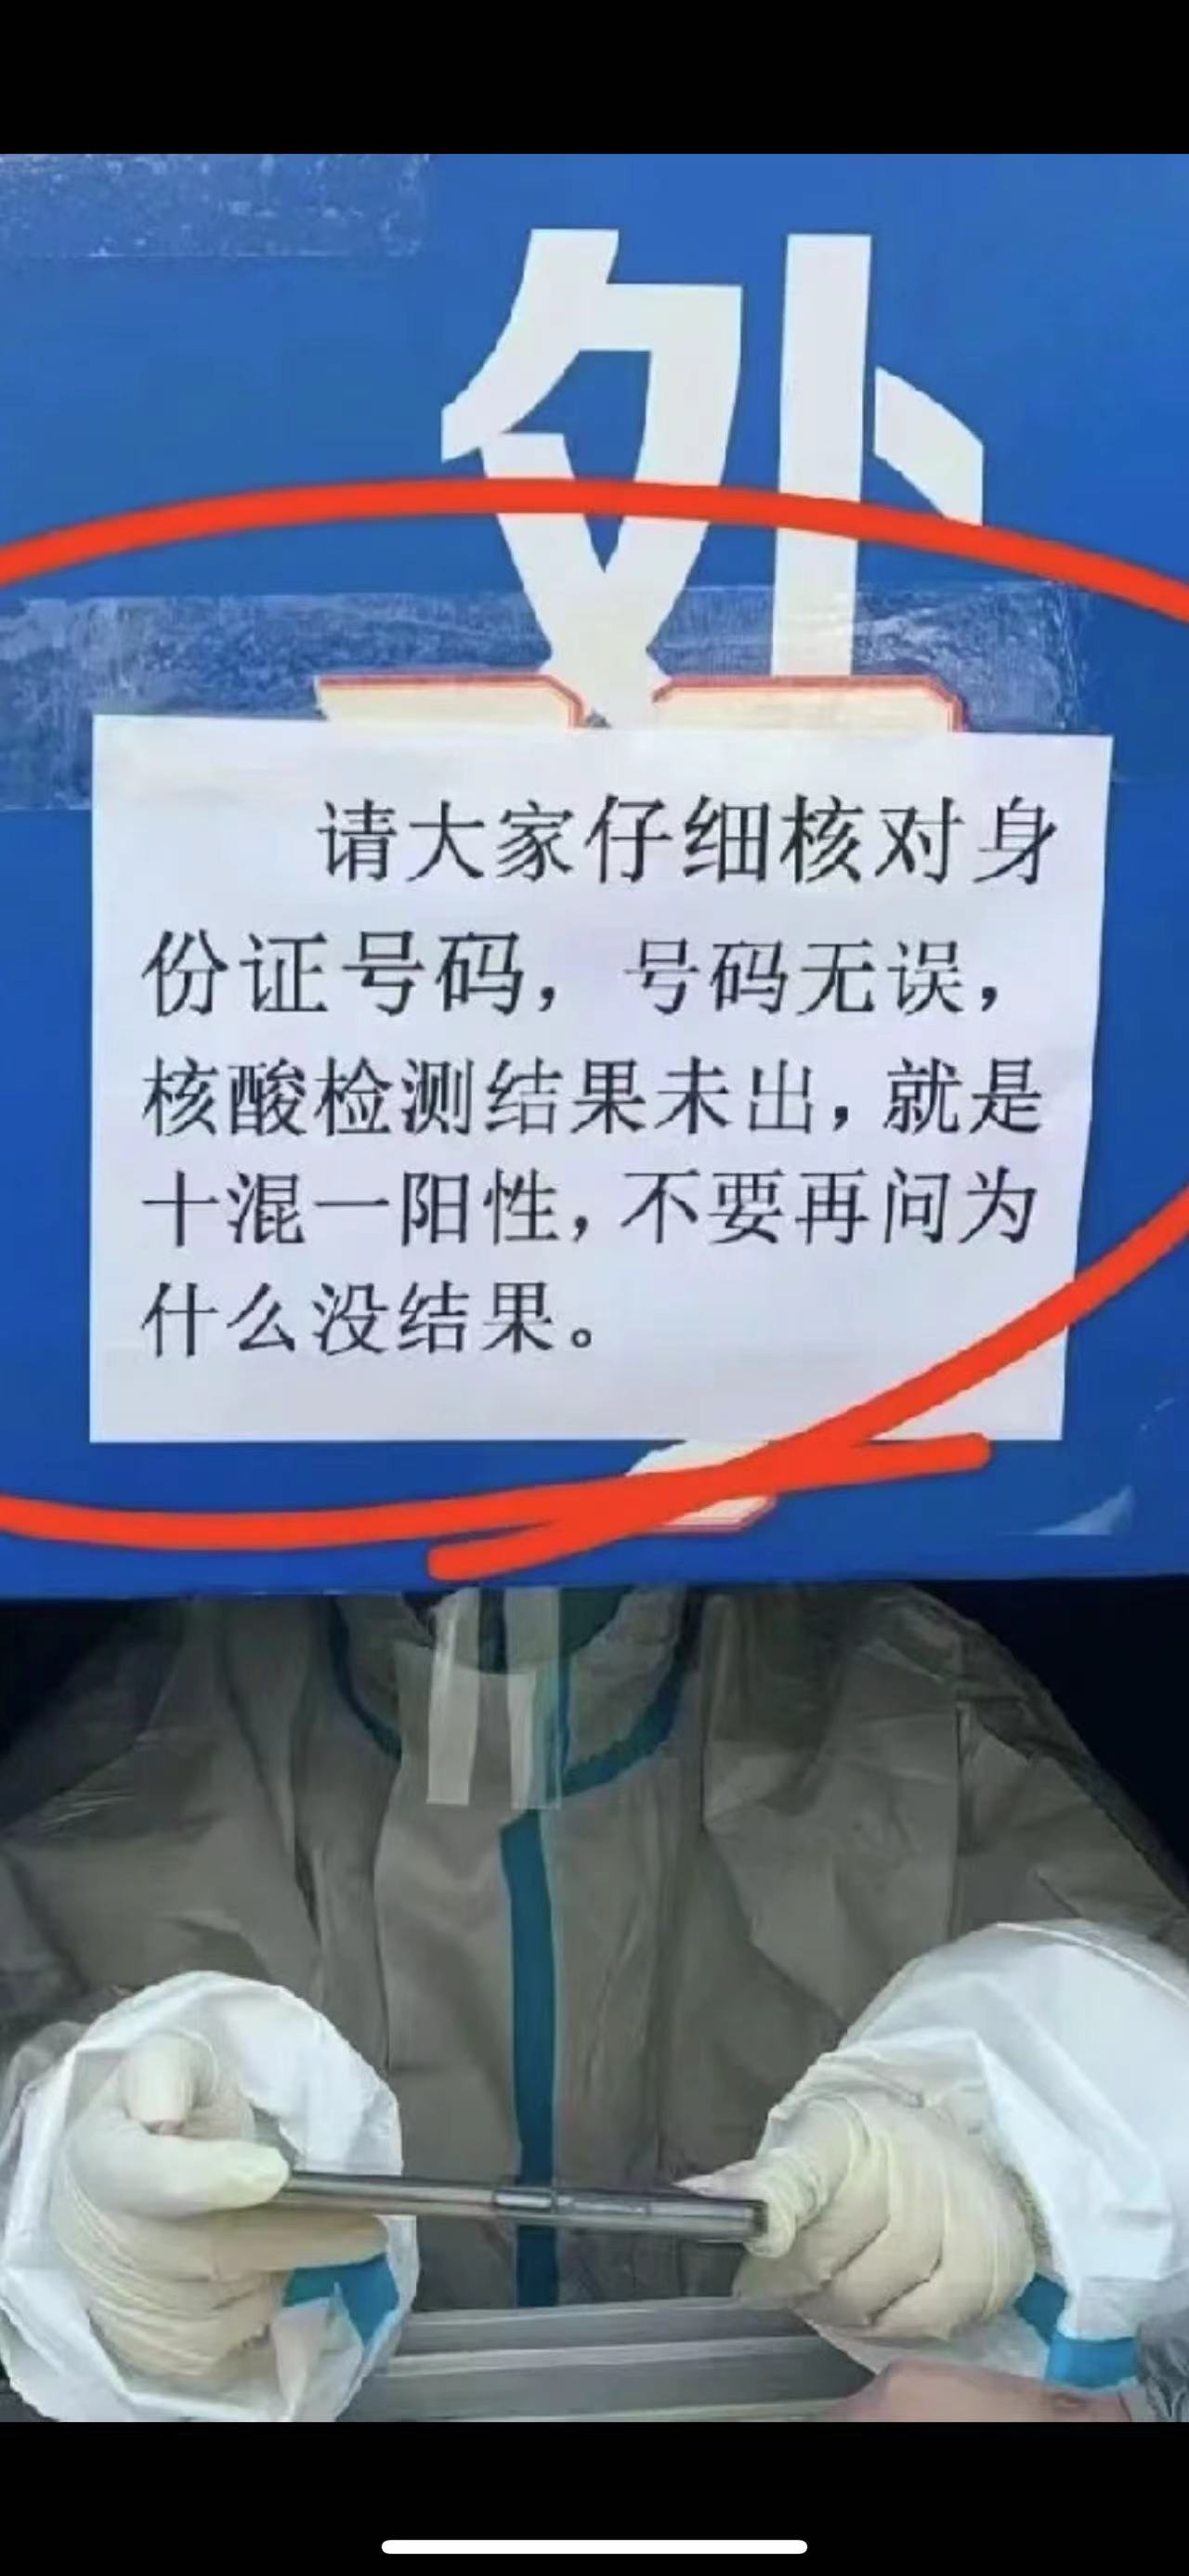 处
请大家仔细核对身
份证号码，号码无误，
核酸检测结果未出，就是
十混一阳性，不要再问为
什么没结果。